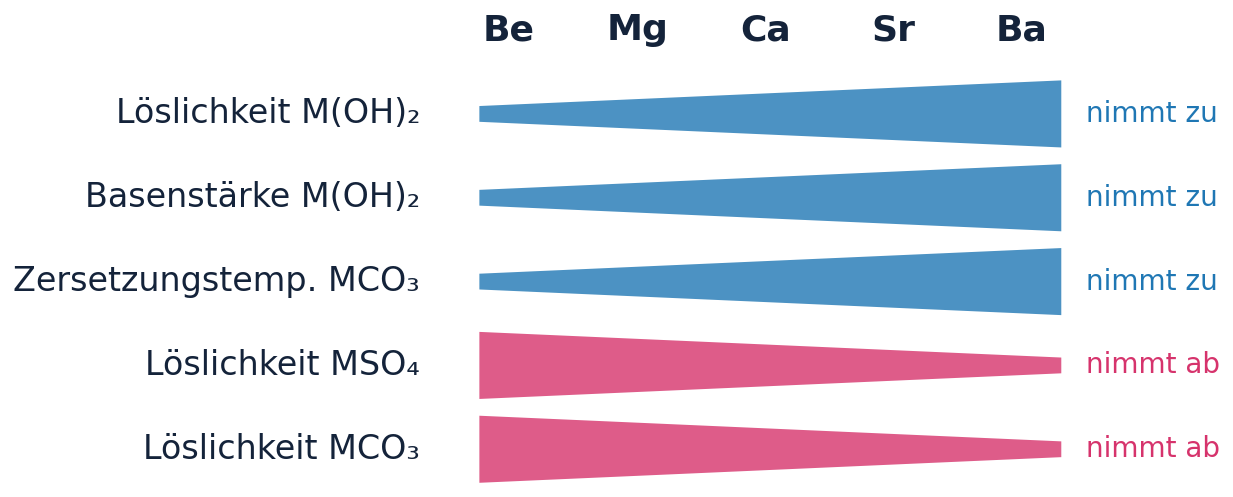 Be Mg Ca Sr Ba
Löslichkeit M(OH)₂ nimmt zu
Basenstärke M(OH)₂ nimmt zu
Zersetzungstemp. MCO₃ nimmt zu
Löslichkeit MSO₄ nimmt ab
Löslichkeit MCO₃ nimmt ab